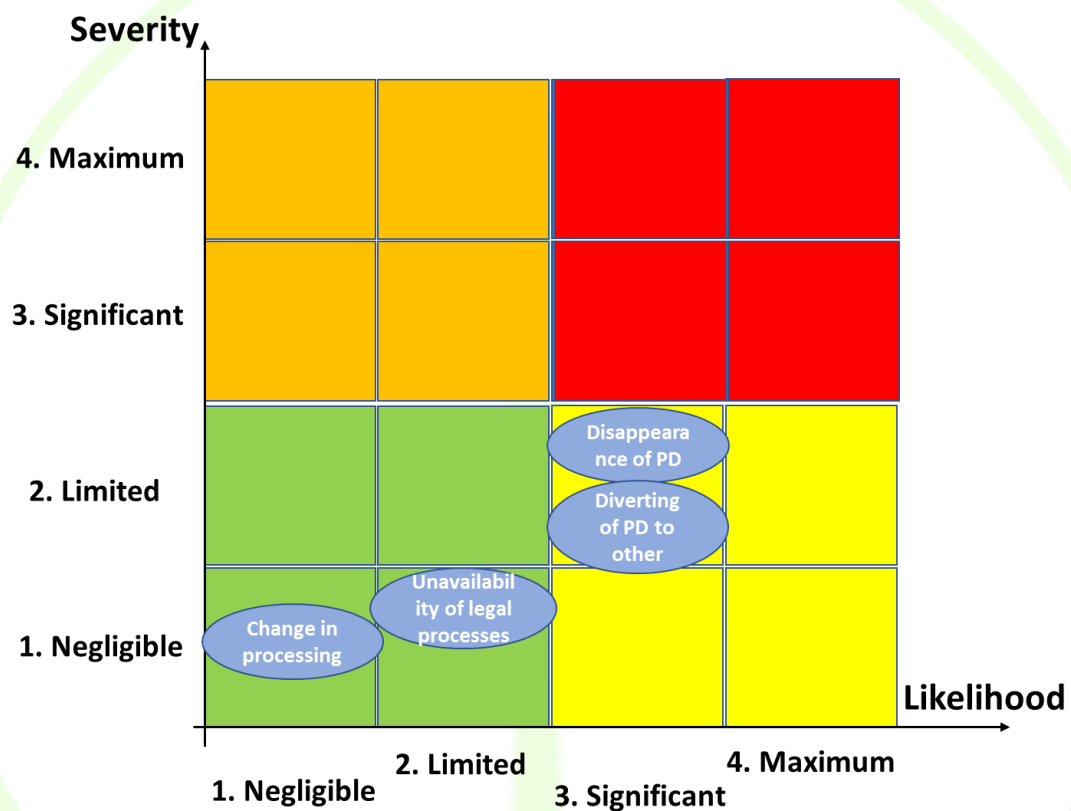 Severity
4. Maximum
3. Significant
2. Limited
1. Negligible
Disappeara
nce of PD
Diverting
of PD to
other
Unavailabil
ity of legal
processes
Change in
processing
Likelihood
1. Negligible
2. Limited
3. Significant
4. Maximum